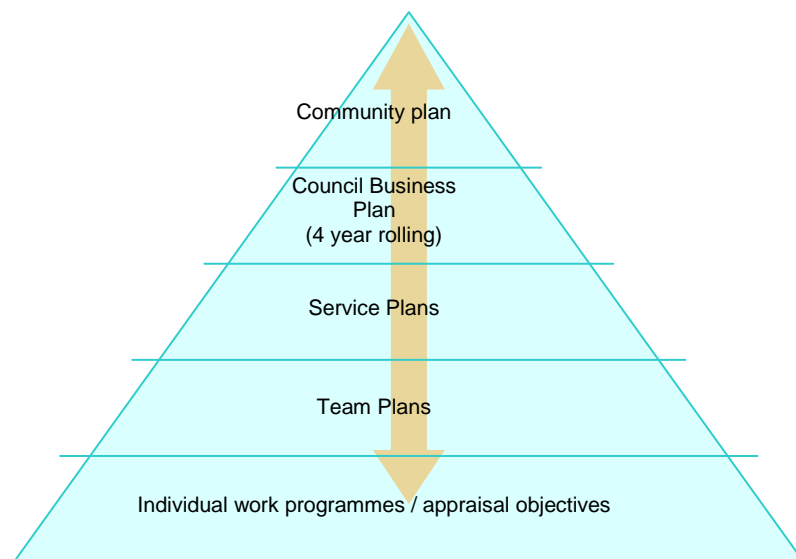 Community plan
Council Business
Plan
(4 year rolling)
Service Plans
Team Plans
Individual work programmes / appraisal objectives